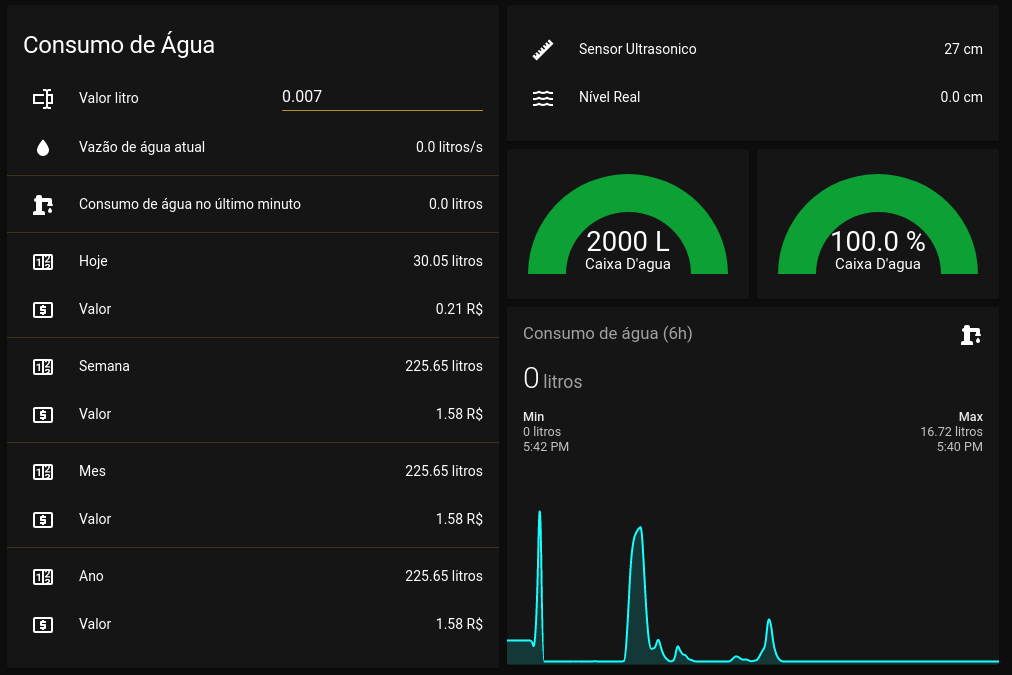 Consumo de Água
Valor litro 0.007
Vazão de água atual 0.0 litros/s
Consumo de água no último minuto 0.0 litros
Hoje 30.05 litros
Valor 0.21 R$
Semana 225.65 litros
Valor 1.58 R$
Mes 225.65 litros
Valor 1.58 R$
Ano 225.65 litros
Valor 1.58 R$
Sensor Ultrasonico 27 cm
Nível Real 0.0 cm
2000 L
Caixa D'agua
100.0 %
Caixa D'agua
Consumo de água (6h)
0 litros
Min
0 litros
5:42 PM
Max
16.72 litros
5:40 PM